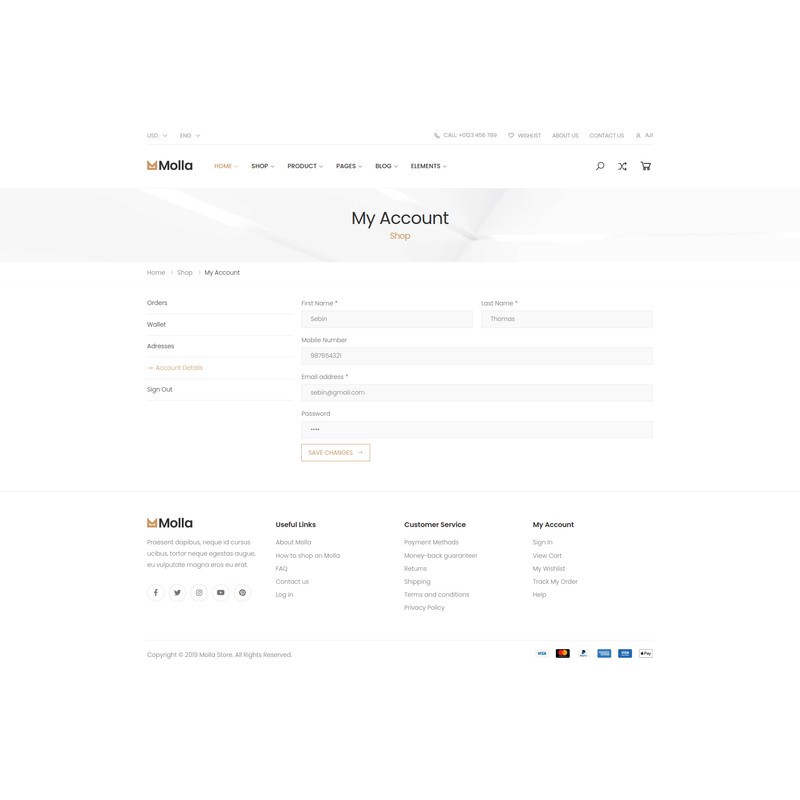 USD ENG CALL: +0123 456 789 WISHLIST ABOUT US CONTACT US AJI
Molla HOME SHOP PRODUCT PAGES BLOG ELEMENTS
My Account
Shop
Home Shop My Account
Orders
Wallet
Adresses
Account Details
Sign Out
First Name * Last Name *
Sebin Thomas
Mobile Number
987654321
Email address *
sebin@gmail.com
Password
••••
SAVE CHANGES
Molla
Praesent dapibus, neque id cursus
ucibus, tortor neque egestas augue,
eu vulputate magna eros eu erat.
Useful Links
About Molla
How to shop on Molla
FAQ
Contact us
Log in
Customer Service
Payment Methods
Money-back guarantee!
Returns
Shipping
Terms and conditions
Privacy Policy
My Account
Sign In
View Cart
My Wishlist
Track My Order
Help
Copyright © 2019 Molla Store. All Rights Reserved.
VISA PayPal VISA Pay